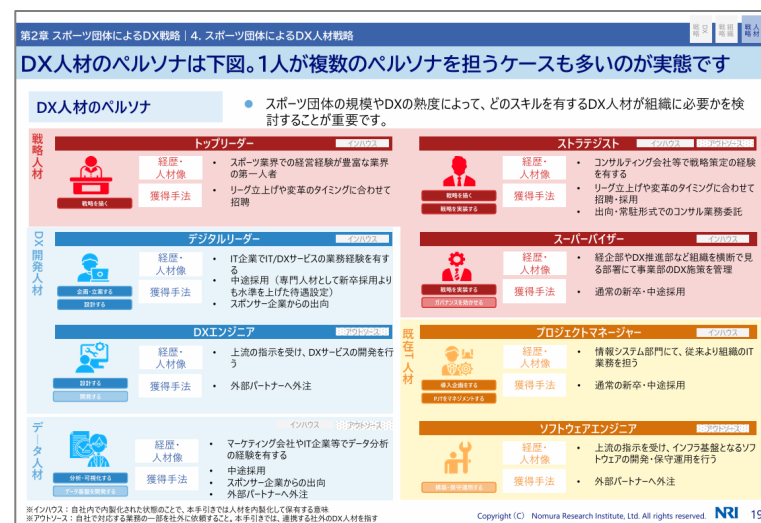 第2章 スポーツ団体によるDX戦略｜4. スポーツ団体によるDX人材戦略
DX戦略
組織戦略
人材戦略
DX人材のペルソナは下図。1人が複数のペルソナを担うケースも多いのが実態です
DX人材のペルソナ
● スポーツ団体の規模やDXの熟度によって、どのスキルを有するDX人材が組織に必要かを検
討することが重要です。
戦略人材
トップリーダー
インハウス
戦略を描く
経歴・
人材像
• スポーツ業界での経営経験が豊富な業界
の第一人者
獲得手法
• リーグ立上げや変革のタイミングに合わせて
招聘
ストラテジスト
インハウス
アウトソース
戦略を描く
戦略を実装する
経歴・
人材像
• コンサルティング会社等で戦略策定の経験
を有する
獲得手法
• リーグ立上げや変革のタイミングに合わせて
招聘・採用
• 出向・常駐形式でのコンサル業務委託
DX開発人材
デジタルリーダー
インハウス
企画・立案する
設計する
経歴・
人材像
• IT企業でIT/DXサービスの業務経験を有す
る
獲得手法
• 中途採用（専門人材として新卒採用より
も水準を上げた待遇設定）
• スポンサー企業からの出向
スーパーバイザー
インハウス
戦略を実装する
ガバナンスを効かせる
経歴・
人材像
• 経企部やDX推進部など組織を横断で見
る部署にて事業部のDX施策を管理
獲得手法
• 通常の新卒・中途採用
DXエンジニア
アウトソース
設計する
開発する
経歴・
人材像
• 上流の指示を受け、DXサービスの開発を行
う
獲得手法
• 外部パートナーへ外注
既存IT人材
プロジェクトマネージャー
インハウス
導入企画をする
PJTをマネジメントする
経歴・
人材像
• 情報システム部門にて、従来より組織のIT
業務を担う
獲得手法
• 通常の新卒・中途採用
データ人材
インハウス
アウトソース
分析・可視化する
データ基盤を開発する
経歴・
人材像
• マーケティング会社やIT企業等でデータ分析
の経験を有する
獲得手法
• 中途採用
• スポンサー企業からの出向
• 外部パートナーへ外注
ソフトウェアエンジニア
アウトソース
構築・保守運用する
経歴・
人材像
• 上流の指示を受け、インフラ基盤となるソフ
トウェアの開発・保守運用を行う
獲得手法
• 外部パートナーへ外注
※インハウス：自社内で内製化された状態のことで、本手引きでは人材を内製化して保有する意味
※アウトソース：自社で対応する業務の一部を社外に依頼すること。本手引きでは、連携する社外のDX人材を指す
Copyright (C) Nomura Research Institute, Ltd. All rights reserved. NRI 19